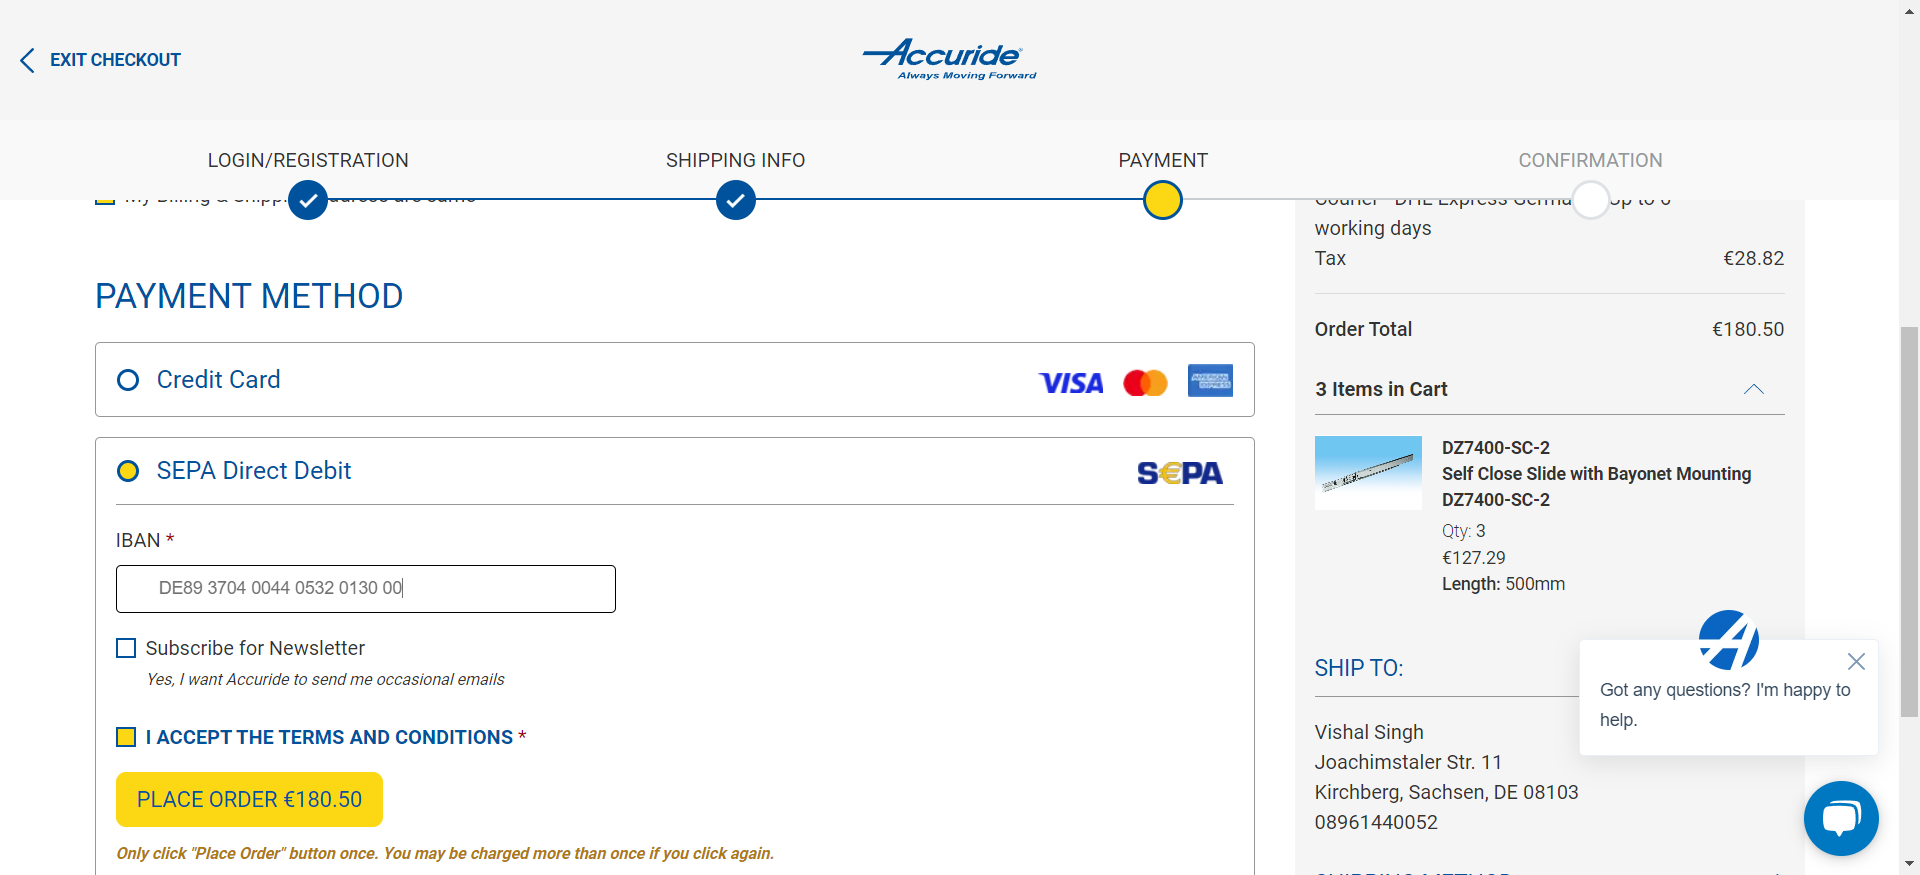 EXIT CHECKOUT
Accuride
Always Moving Forward
LOGIN/REGISTRATION
SHIPPING INFO
PAYMENT
CONFIRMATION
working days
Tax
€28.82
PAYMENT METHOD
Order Total
€180.50
Credit Card
VISA
AMERICAN EXPRESS
3 Items in Cart
SEPA Direct Debit
S€PA
DZ7400-SC-2
Self Close Slide with Bayonet Mounting
DZ7400-SC-2
Qty: 3
€127.29
Length: 500mm
IBAN *
DE89 3704 0044 0532 0130 00
Subscribe for Newsletter
Yes, I want Accuride to send me occasional emails
I ACCEPT THE TERMS AND CONDITIONS *
PLACE ORDER €180.50
Only click "Place Order" button once. You may be charged more than once if you click again.
SHIP TO:
Vishal Singh
Joachimstaler Str. 11
Kirchberg, Sachsen, DE 08103
08961440052
Got any questions? I'm happy to
help.